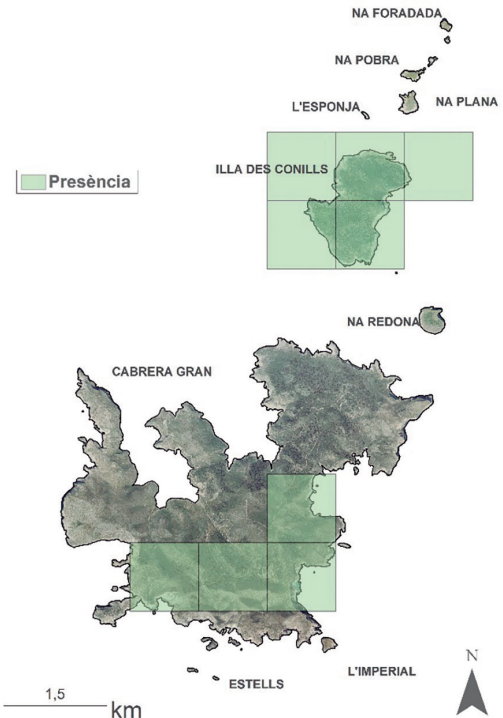 NA FORADADA
NA POBRA
L'ESPONJA
NA PLANA
ILLA DES CONILLS
Presència
NA REDONA
CABRERA GRAN
L'IMPERIAL
ESTELLS
N
1,5
km